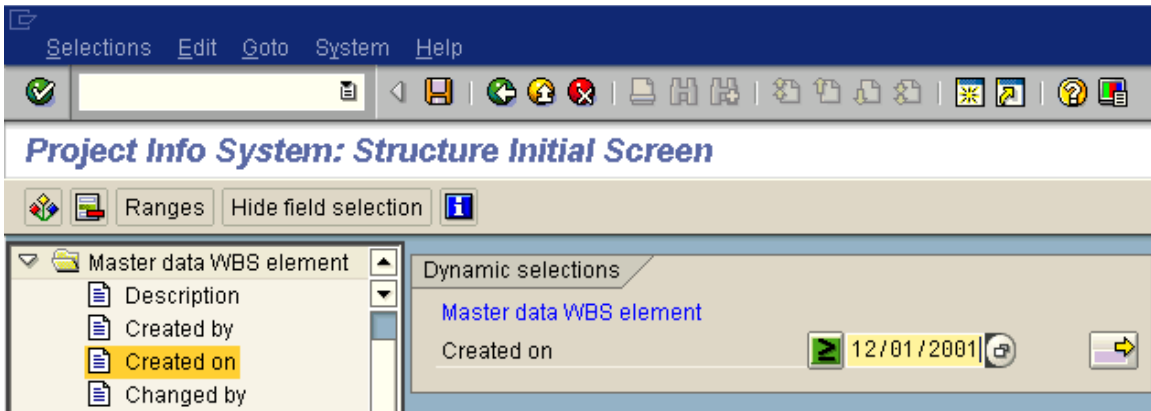 Selections Edit Goto System Help
Project Info System: Structure Initial Screen
Ranges Hide field selection
Master data WBS element
Description
Created by
Created on
Changed by
Dynamic selections
Master data WBS element
Created on ≥ 12/01/2001